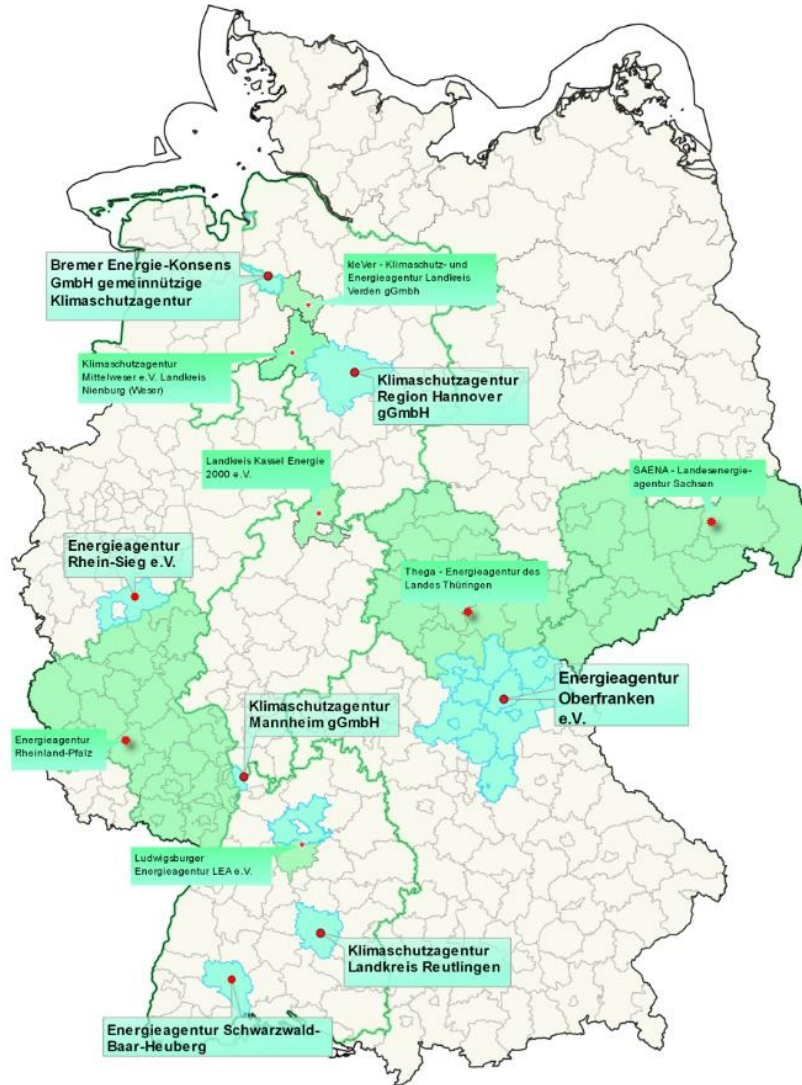 Bremer Energie-Konsens
GmbH gemeinnützige
Klimaschutzagentur
kleVer - Klimaschutz- und
Energieagentur Landkreis
Verden gGmbh
Klimaschutzagentur
Mittelweser e.V. Landkreis
Nienburg (Weser)
Klimaschutzagentur
Region Hannover
gGmbH
Landkreis Kassel Energie
2000 e.V.
SAENA - Landesenergie-
agentur Sachsen
Energieagentur
Rhein-Sieg e.V.
Thega - Energieagentur des
Landes Thüringen
Energieagentur
Oberfranken
e.V.
Klimaschutzagentur
Mannheim gGmbH
Energieagentur
Rheinland-Pfalz
Ludwigsburger
Energieagentur LEA e.V.
Klimaschutzagentur
Landkreis Reutlingen
Energieagentur Schwarzwald-
Baar-Heuberg